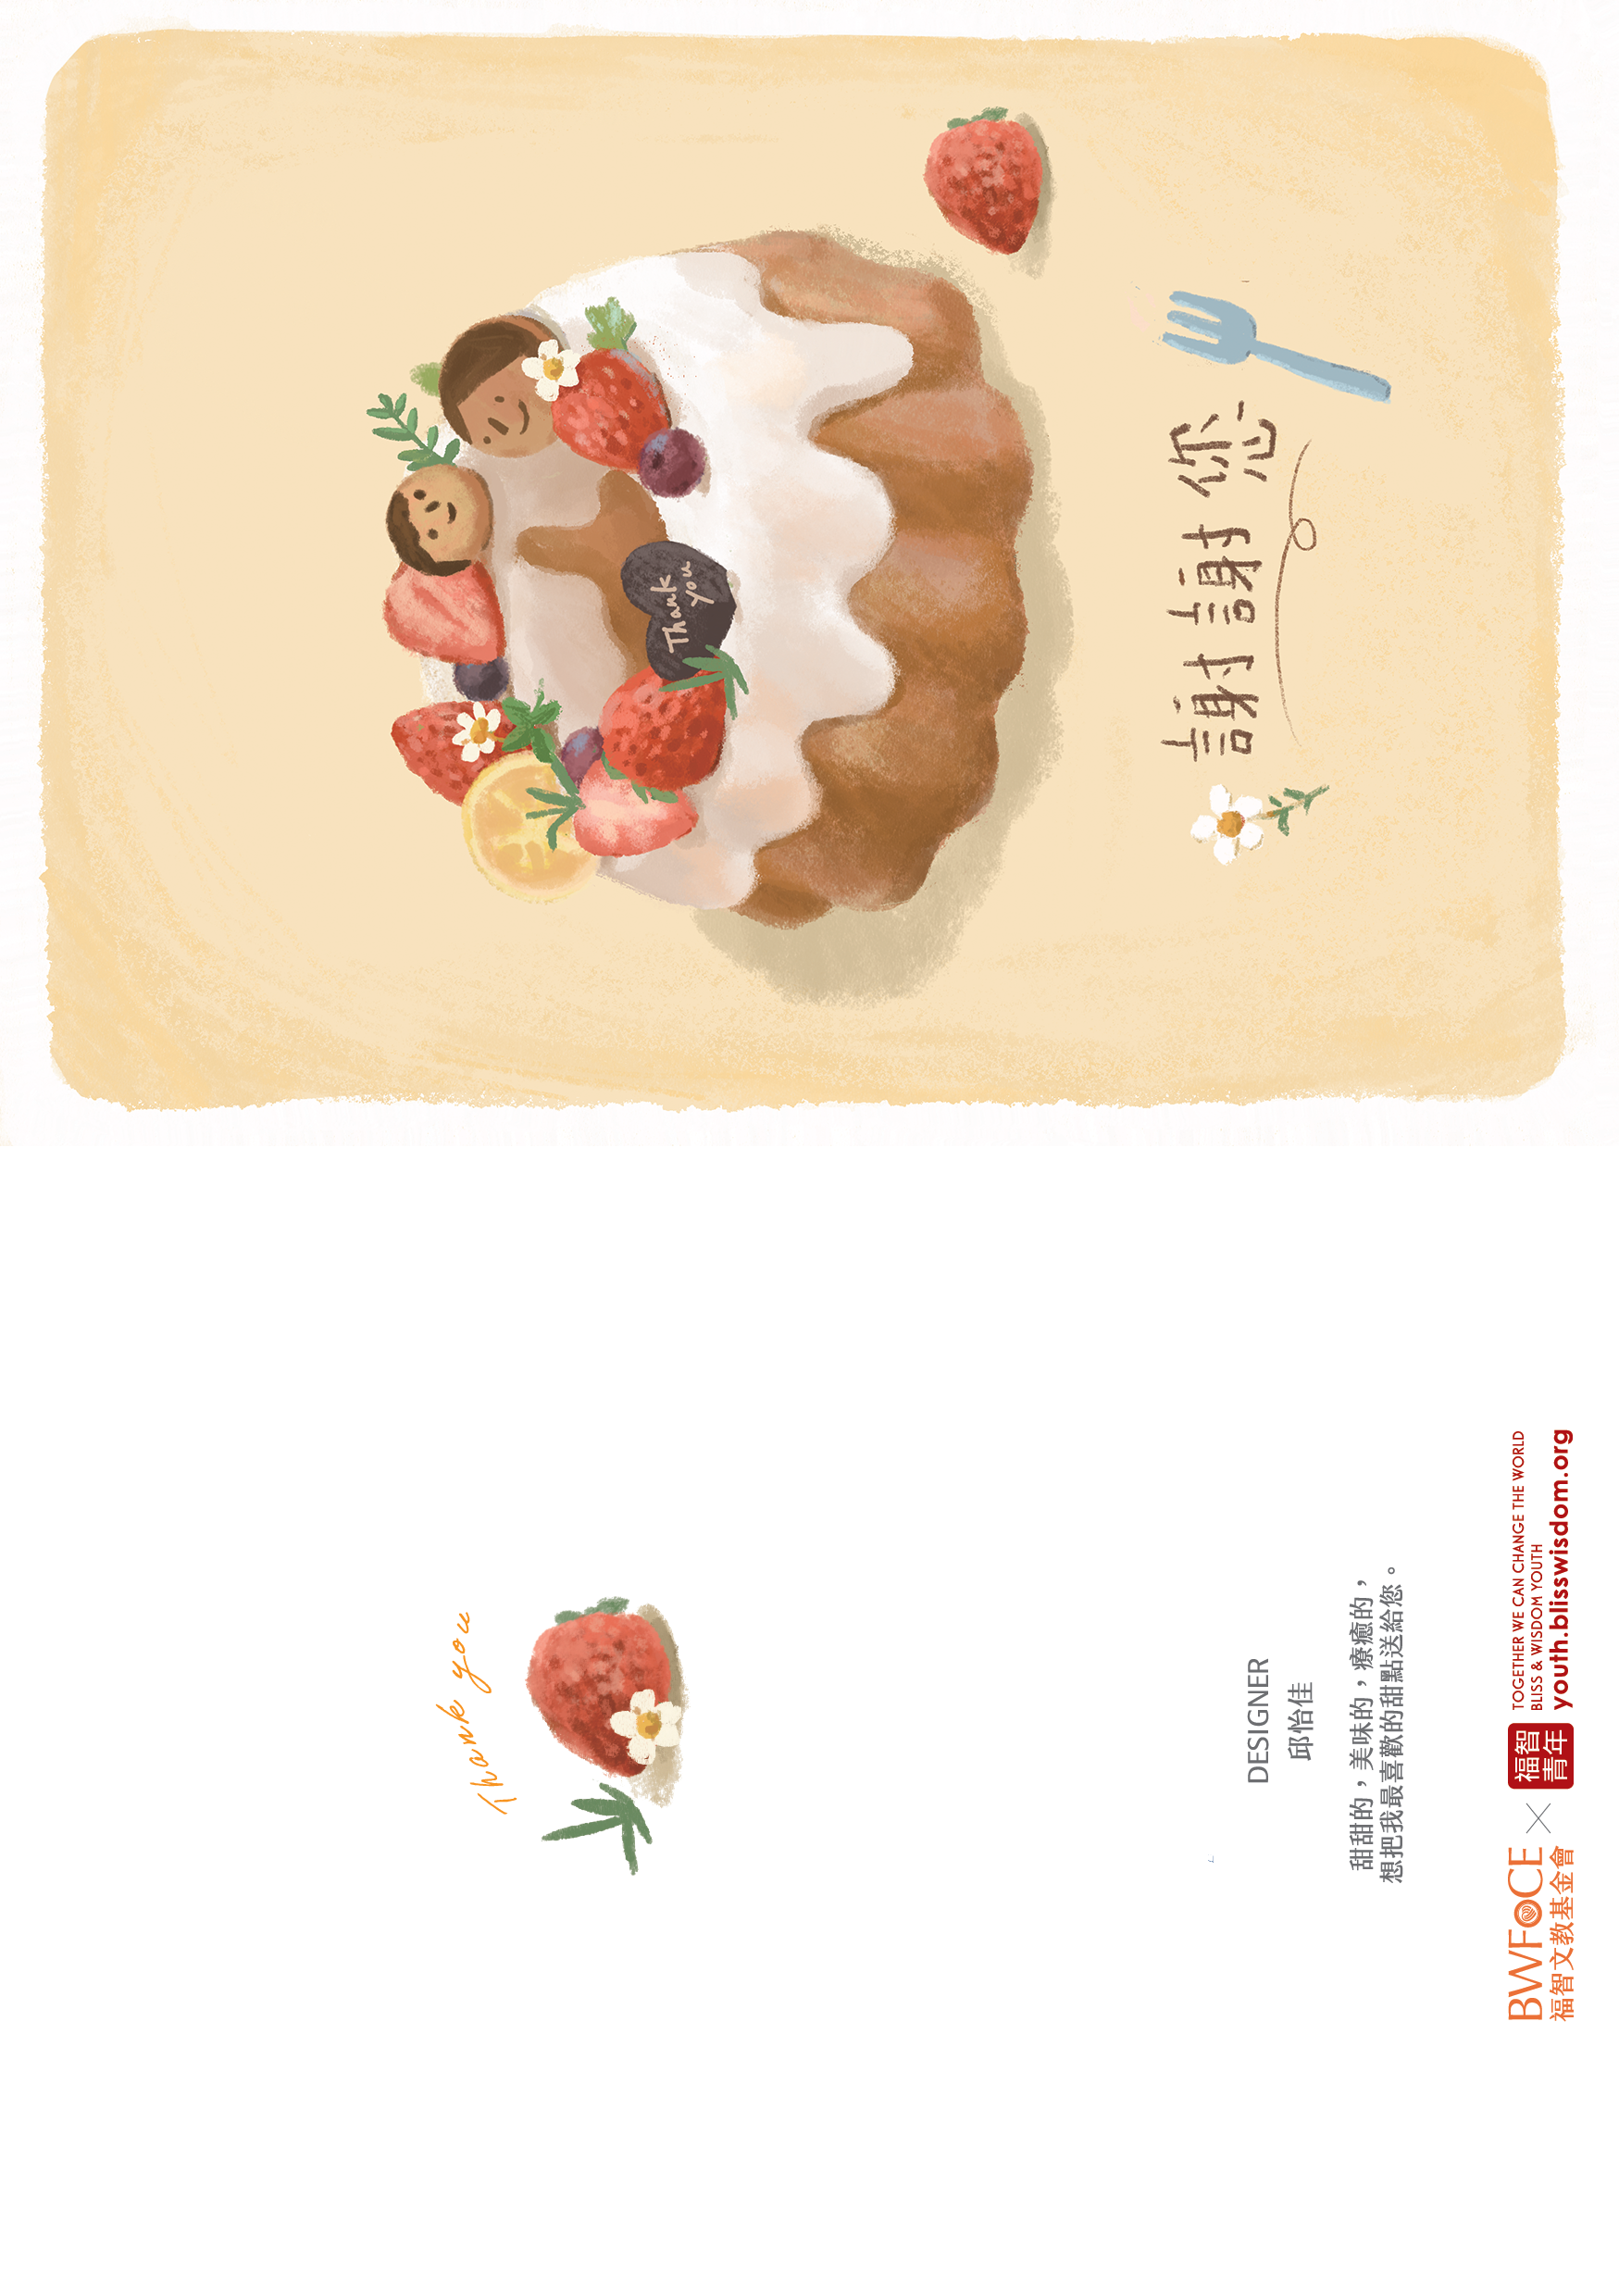 Thank
you
謝謝您
Thank you
DESIGNER
邱怡佳
甜甜的，美味的，療癒的，
想把我最喜歡的甜點送給您。
BWFOCE
福智文教基金會
福智
青年
TOGETHER WE CAN CHANGE THE WORLD
BLISS & WISDOM YOUTH
youth.blisswisdom.org